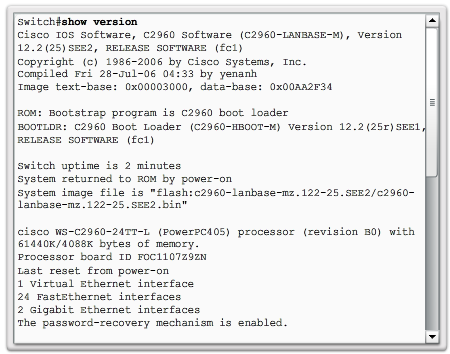 Switch#show version
Cisco IOS Software, C2960 Software (C2960-LANBASE-M), Version
12.2(25)SEE2, RELEASE SOFTWARE (fc1)
Copyright (c) 1986-2006 by Cisco Systems, Inc.
Compiled Fri 28-Jul-06 04:33 by yenanh
Image text-base: 0x00003000, data-base: 0x00AA2F34
ROM: Bootstrap program is C2960 boot loader
BOOTLDR: C2960 Boot Loader (C2960-HBOOT-M) Version 12.2(25r)SEE1,
RELEASE SOFTWARE (fc1)
Switch uptime is 2 minutes
System returned to ROM by power-on
System image file is "flash:c2960-lanbase-mz.122-25.SEE2/c2960-
lanbase-mz.122-25.SEE2.bin"
cisco WS-C2960-24TT-L (PowerPC405) processor (revision B0) with
61440K/4088K bytes of memory.
Processor board ID FOC1107Z9ZN
Last reset from power-on
1 Virtual Ethernet interface
24 FastEthernet interfaces
2 Gigabit Ethernet interfaces
The password-recovery mechanism is enabled.